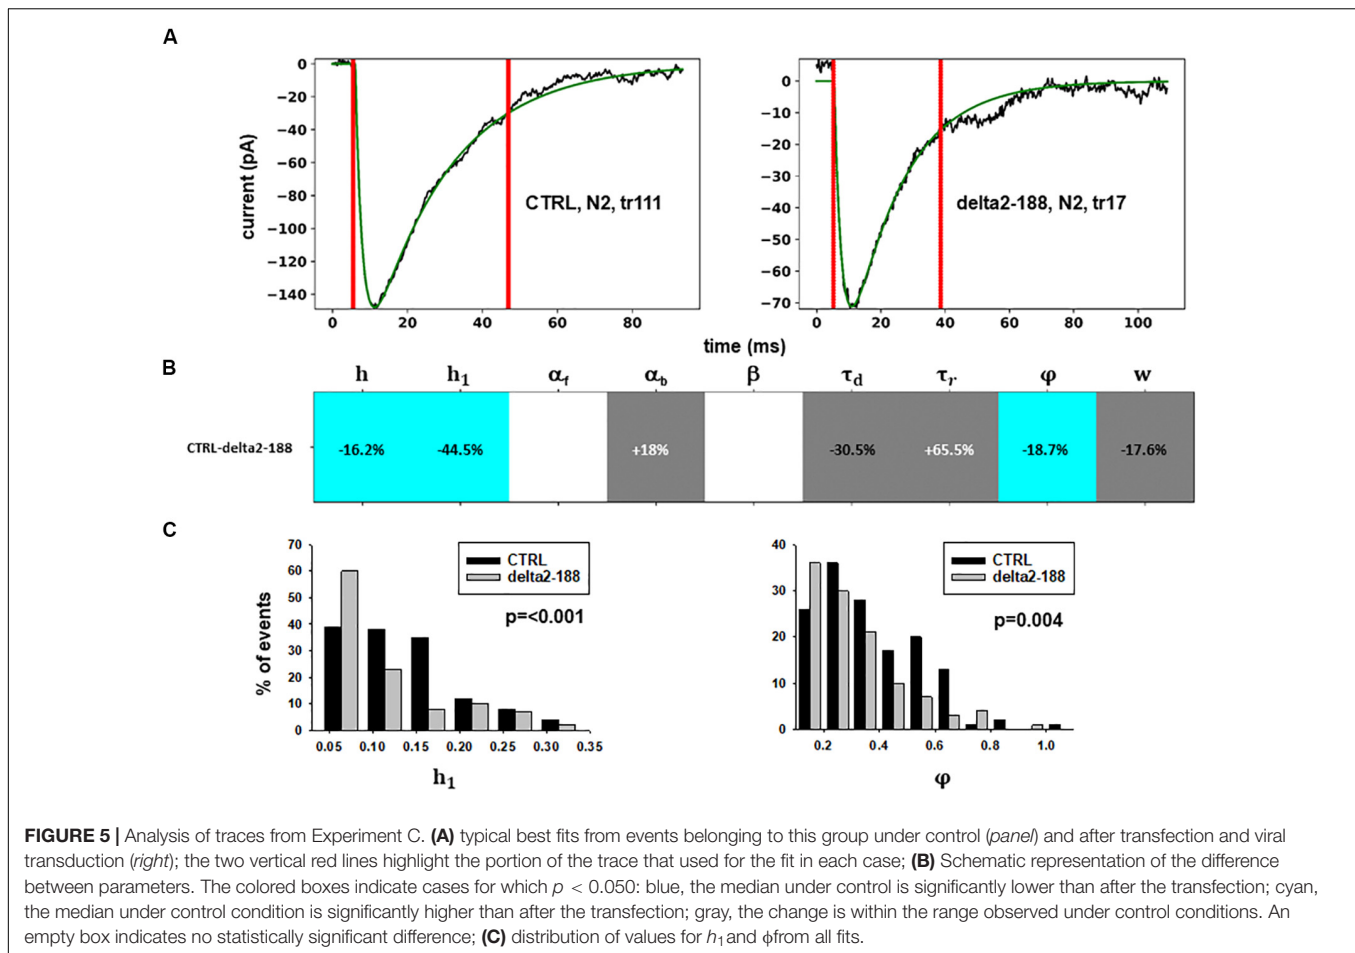 A
0
−20
−40
−60
−80
−100
−120
−140
0 20 40 60 80
CTRL, N2, tr111
current (pA)
0
−10
−20
−30
−40
−50
−60
−70
0 20 40 60 80 100
delta2-188, N2, tr17
time (ms)
B
h h₁ α_f α_b β τ_d τ_r φ w
CTRL-delta2-188 -16.2% -44.5% +18% -30.5% +65.5% -18.7% -17.6%
C
70
60
50
40
30
20
10
0
% of events
CTRL
delta2-188
p=<0.001
0.05 0.10 0.15 0.20 0.25 0.30 0.35
h₁
40
30
20
10
0
CTRL
delta2-188
p=0.004
0.2 0.4 0.6 0.8 1.0
φ
FIGURE 5 | Analysis of traces from Experiment C. (A) typical best fits from events belonging to this group under control (panel) and after transfection and viral
transduction (right); the two vertical red lines highlight the portion of the trace that used for the fit in each case; (B) Schematic representation of the difference
between parameters. The colored boxes indicate cases for which p < 0.050: blue, the median under control is significantly lower than after the transfection; cyan,
the median under control condition is significantly higher than after the transfection; gray, the change is within the range observed under control conditions. An
empty box indicates no statistically significant difference; (C) distribution of values for h₁and ϕfrom all fits.